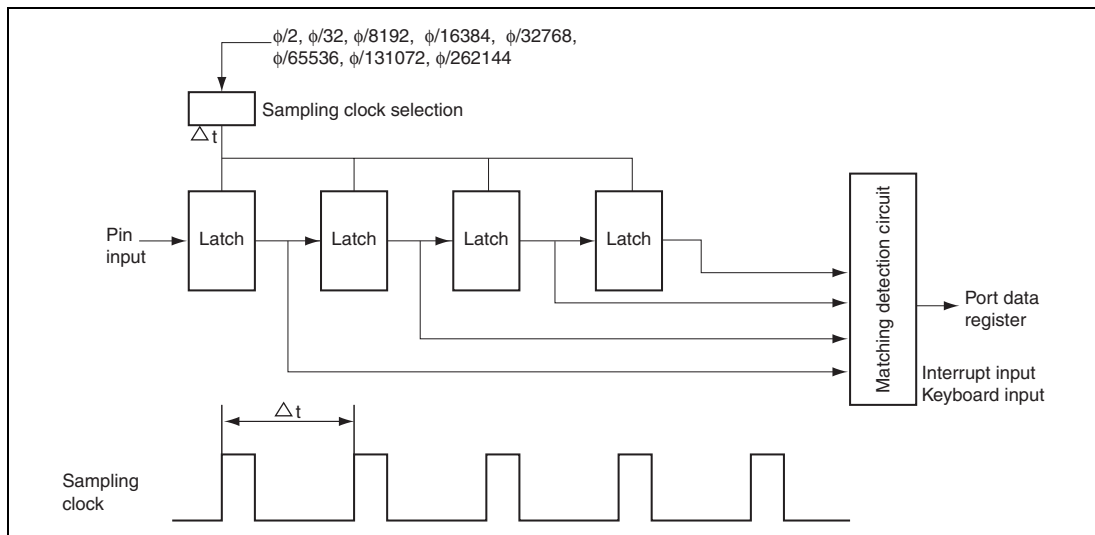 ϕ/2, ϕ/32, ϕ/8192, ϕ/16384, ϕ/32768,
ϕ/65536, ϕ/131072, ϕ/262144
Sampling clock selection
△t
Pin
input
Latch
Latch
Latch
Latch
Matching detection circuit
Port data
register
Interrupt input
Keyboard input
△t
Sampling
clock